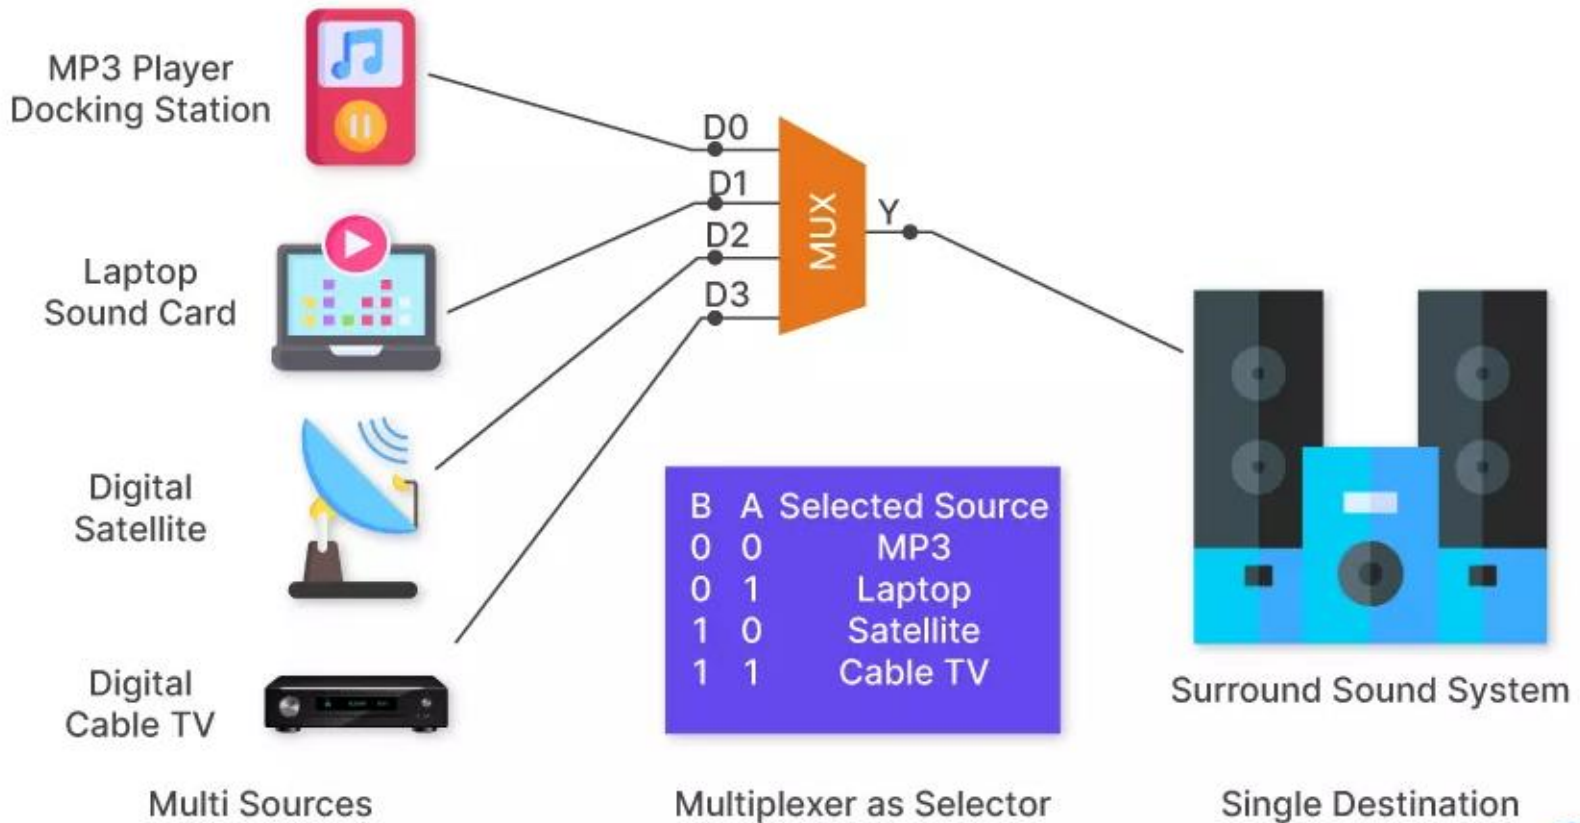 MP3 Player
Docking Station
D0
D1
D2
D3
MUX
Y
Laptop
Sound Card
Digital
Satellite
Digital
Cable TV
B A Selected Source
0 0 MP3
0 1 Laptop
1 0 Satellite
1 1 Cable TV
Surround Sound System
Multi Sources
Multiplexer as Selector
Single Destination